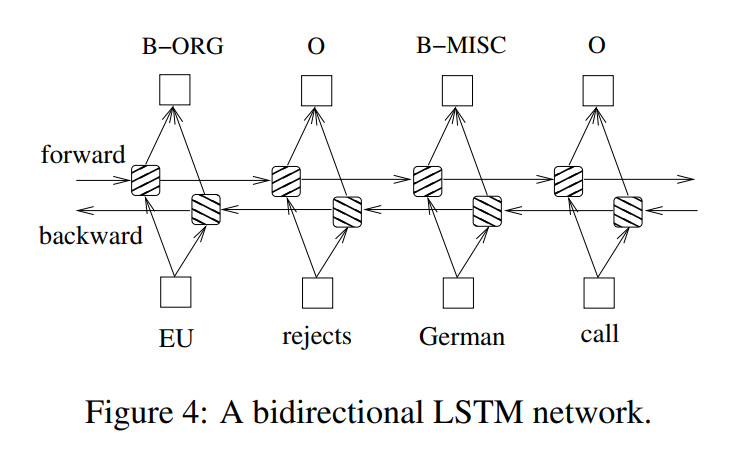 B-ORG O B-MISC O
forward
backward
EU rejects German call
Figure 4: A bidirectional LSTM network.